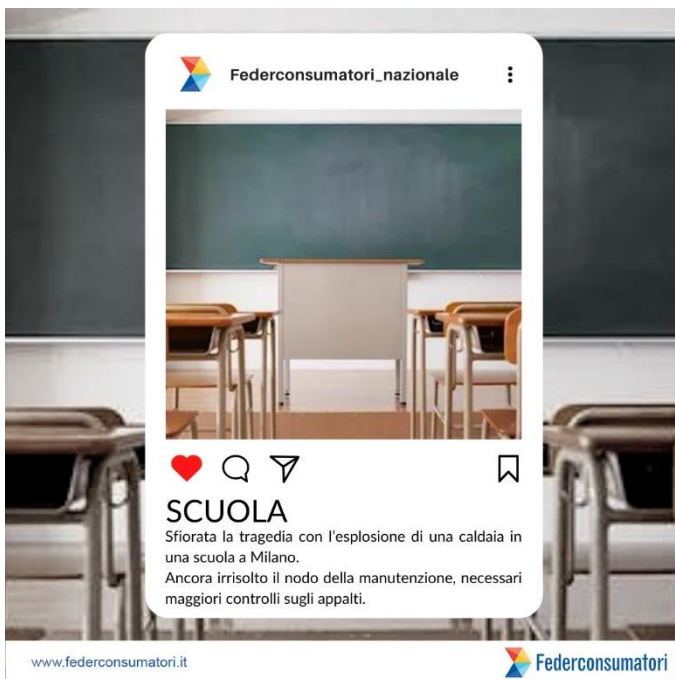 Federconsumatori_nazionale
SCUOLA
Sfiorata la tragedia con l'esplosione di una caldaia in
una scuola a Milano.
Ancora irrisolto il nodo della manutenzione, necessari
maggiori controlli sugli appalti.
www.federconsumatori.it
Federconsumatori